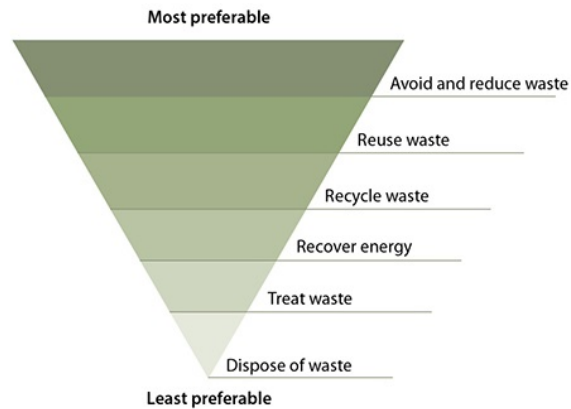 Most preferable
Avoid and reduce waste
Reuse waste
Recycle waste
Recover energy
Treat waste
Dispose of waste
Least preferable